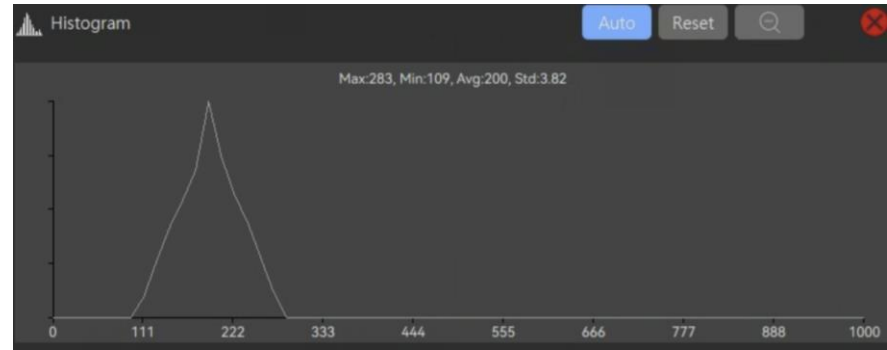 Histogram Auto Reset
Max:283, Min:109, Avg:200, Std:3.82
0 111 222 333 444 555 666 777 888 1000